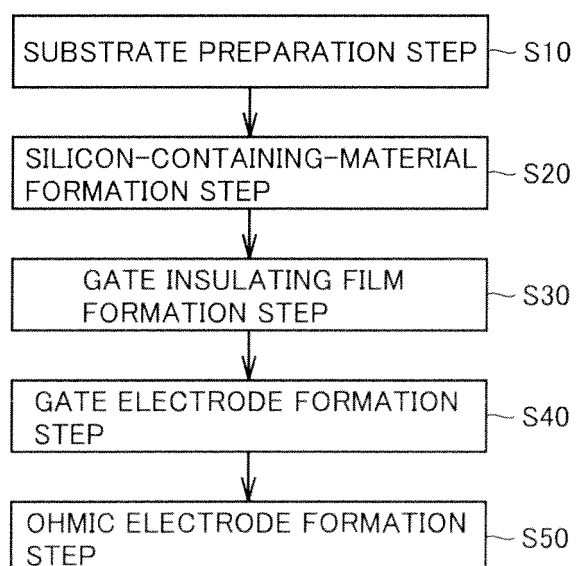 SUBSTRATE PREPARATION STEP S10
SILICON-CONTAINING-MATERIAL
FORMATION STEP S20
GATE INSULATING FILM
FORMATION STEP S30
GATE ELECTRODE FORMATION
STEP S40
OHMIC ELECTRODE FORMATION
STEP S50